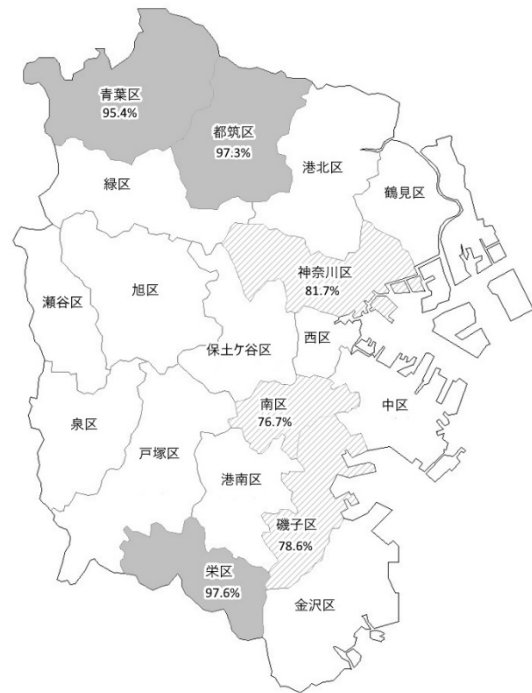 青葉区
95.4%
都筑区
97.3%
港北区
緑区
鶴見区
神奈川区
81.7%
旭区
瀬谷区
保土ケ谷区
西区
南区
76.7%
中区
泉区
戸塚区
港南区
磯子区
78.6%
栄区
97.6%
金沢区